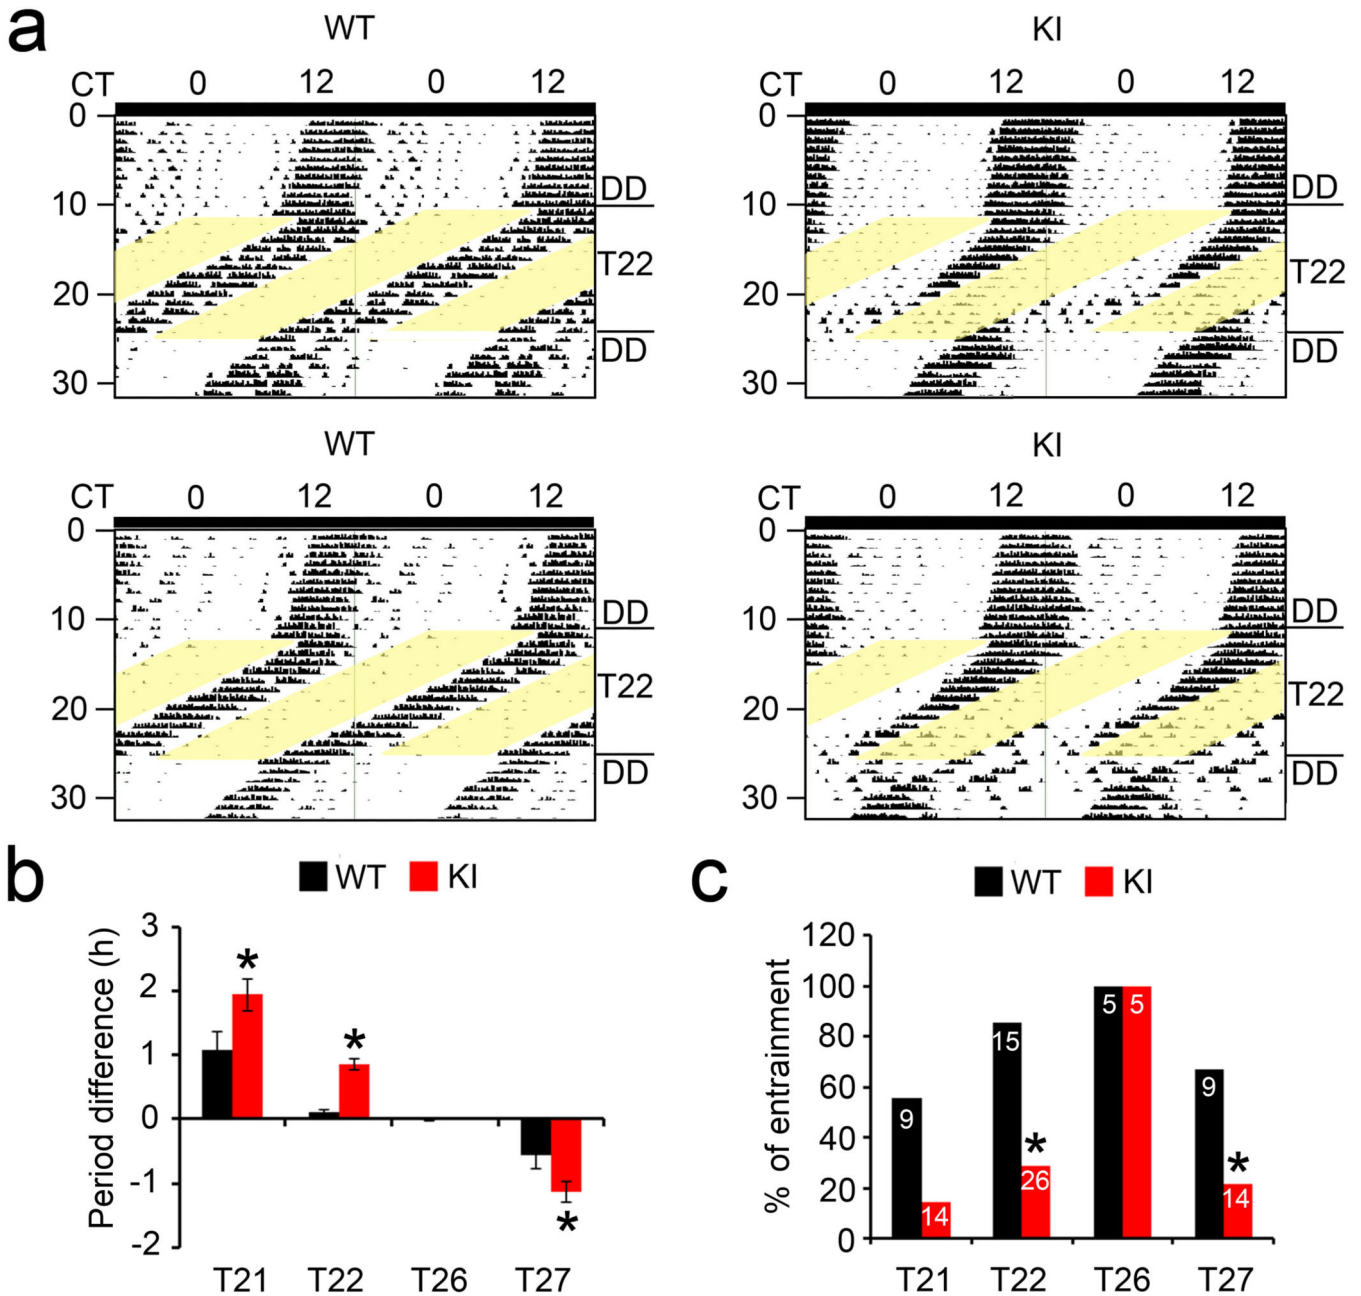 a
WT
CT 0 12 0 12
0
10
20
30
DD
T22
DD
KI
CT 0 12 0 12
0
10
20
30
DD
T22
DD
WT
CT 0 12 0 12
0
10
20
30
DD
T22
DD
KI
CT 0 12 0 12
0
10
20
30
DD
T22
DD
b
WT KI
Period difference (h)
3
2
1
0
-1
-2
*
*
*
T21 T22 T26 T27
c
WT KI
% of entrainment
120
100
80
60
40
20
0
9
14
15
*
26
5
5
9
*
14
T21 T22 T26 T27